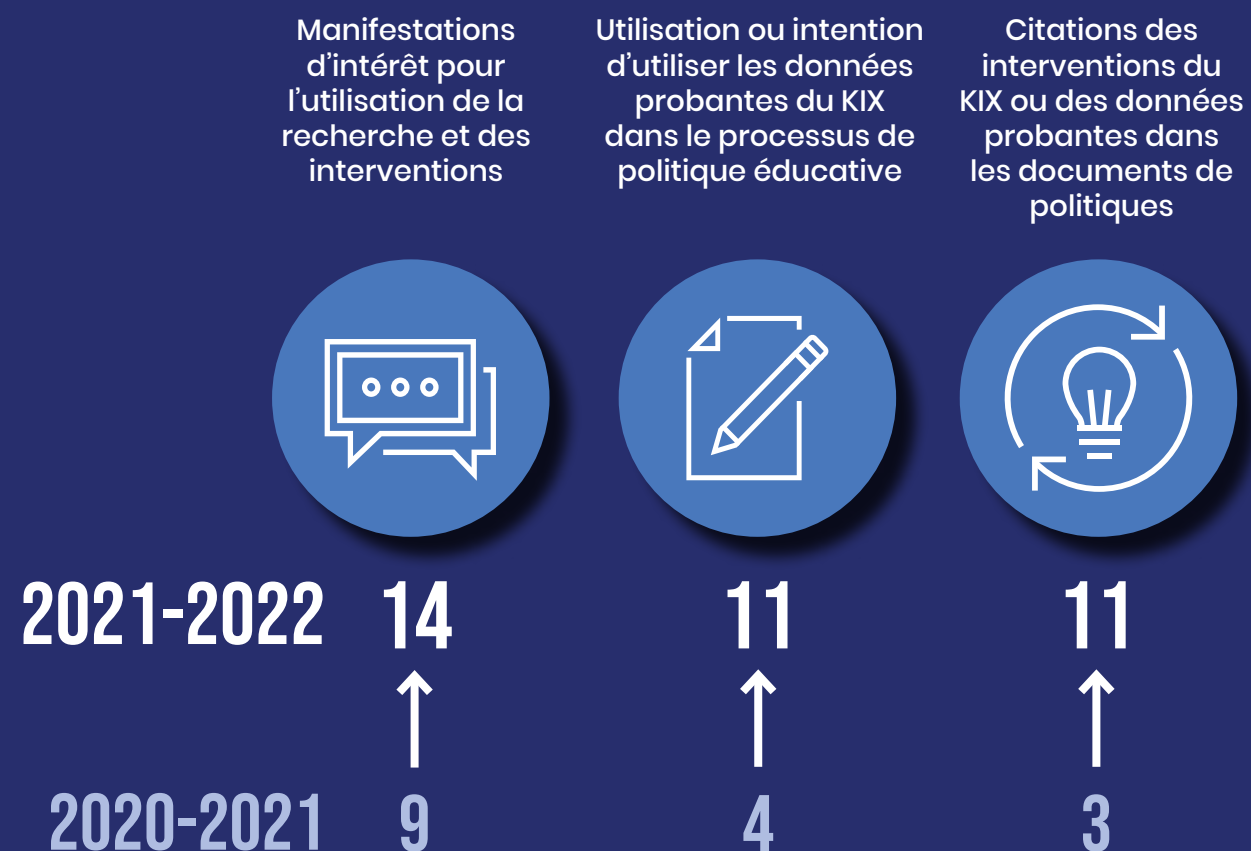 Manifestations
d'intérêt pour
l'utilisation de la
recherche et des
interventions
Utilisation ou intention
d'utiliser les données
probantes du KIX
dans le processus de
politique éducative
Citations des
interventions du
KIX ou des données
probantes dans
les documents de
politiques
2021-2022 14 11 11
2020-2021 9 4 3